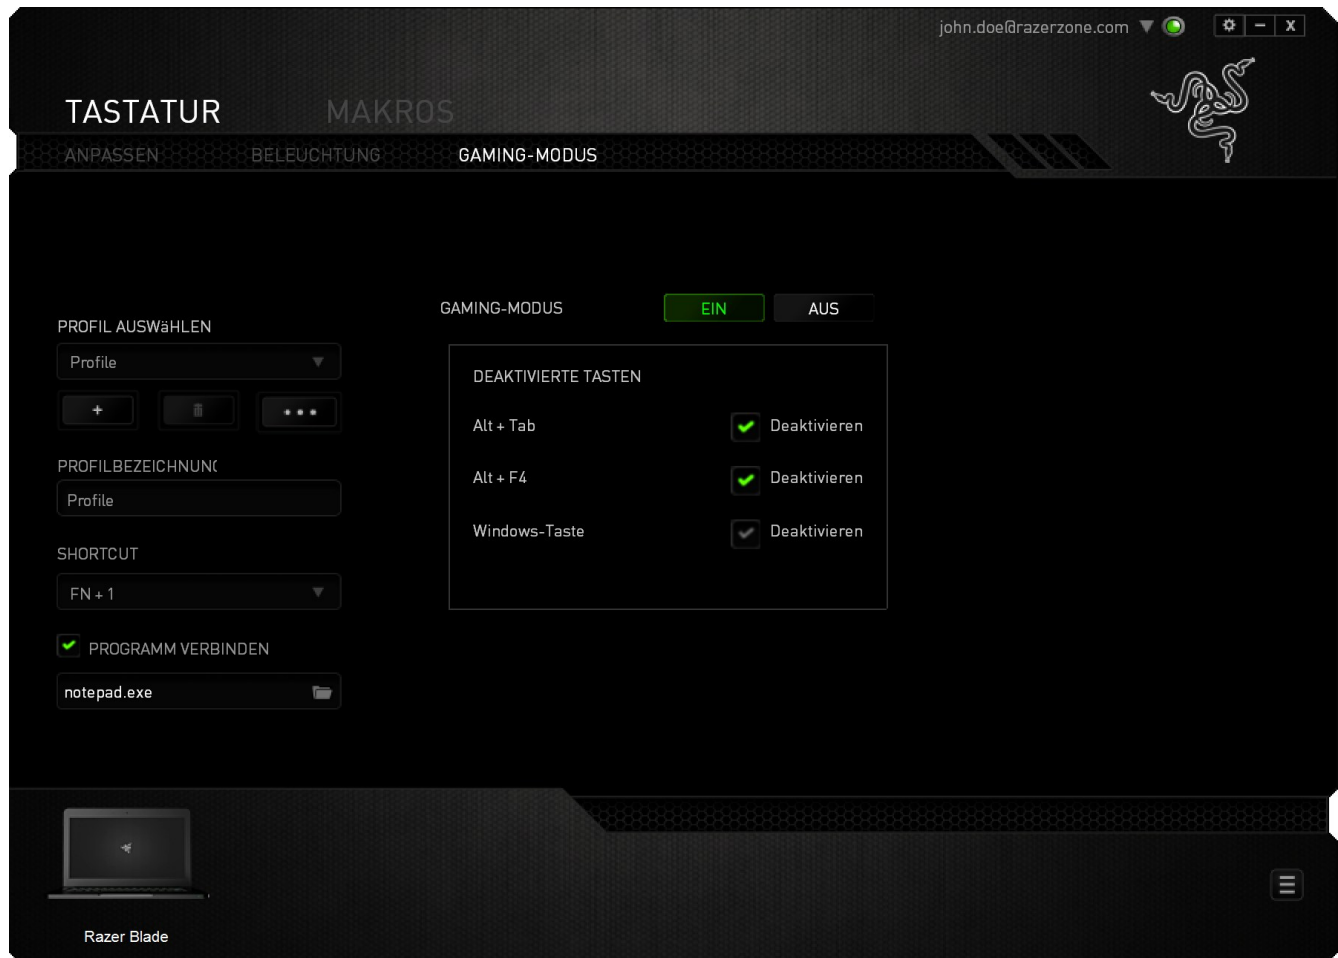 john.doe@razerzone.com
TASTATUR MAKROS
ANPASSEN BELEUCHTUNG GAMING-MODUS
PROFIL AUSWäHLEN
Profile
PROFILBEZEICHNUNG
Profile
SHORTCUT
FN + 1
PROGRAMM VERBINDEN
notepad.exe
GAMING-MODUS EIN AUS
DEAKTIVIERTE TASTEN
Alt + Tab Deaktivieren
Alt + F4 Deaktivieren
Windows-Taste Deaktivieren
Razer Blade